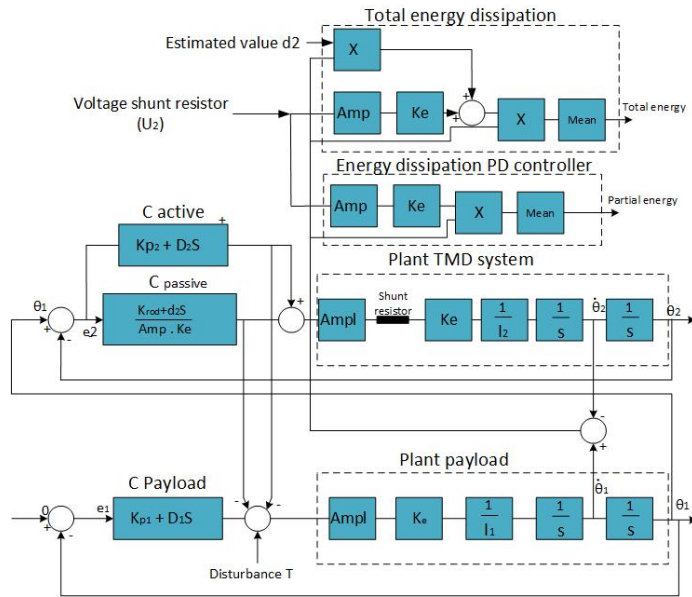 Total energy dissipation
Estimated value d2
X
+
Voltage shunt resistor
(U₂)
Amp
Ke
+
X
Mean
Total energy
Energy dissipation PD controller
Amp
Ke
X
Mean
Partial energy
C active
+
Kp₂ + D₂S
C passive
Plant TMD system
θ₁
+
-
e2
Krod+d₂S
Amp . Ke
+
Ampl
Shunt
resistor
Ke
1
I₂
1
s
θ̇₂
1
s
θ₂
-
+
C Payload
Plant payload
0
+
-
e₁
Kp₁ + D₁S
-
-
Ampl
Kₑ
1
I₁
1
s
θ̇₁
1
s
θ₁
Disturbance T